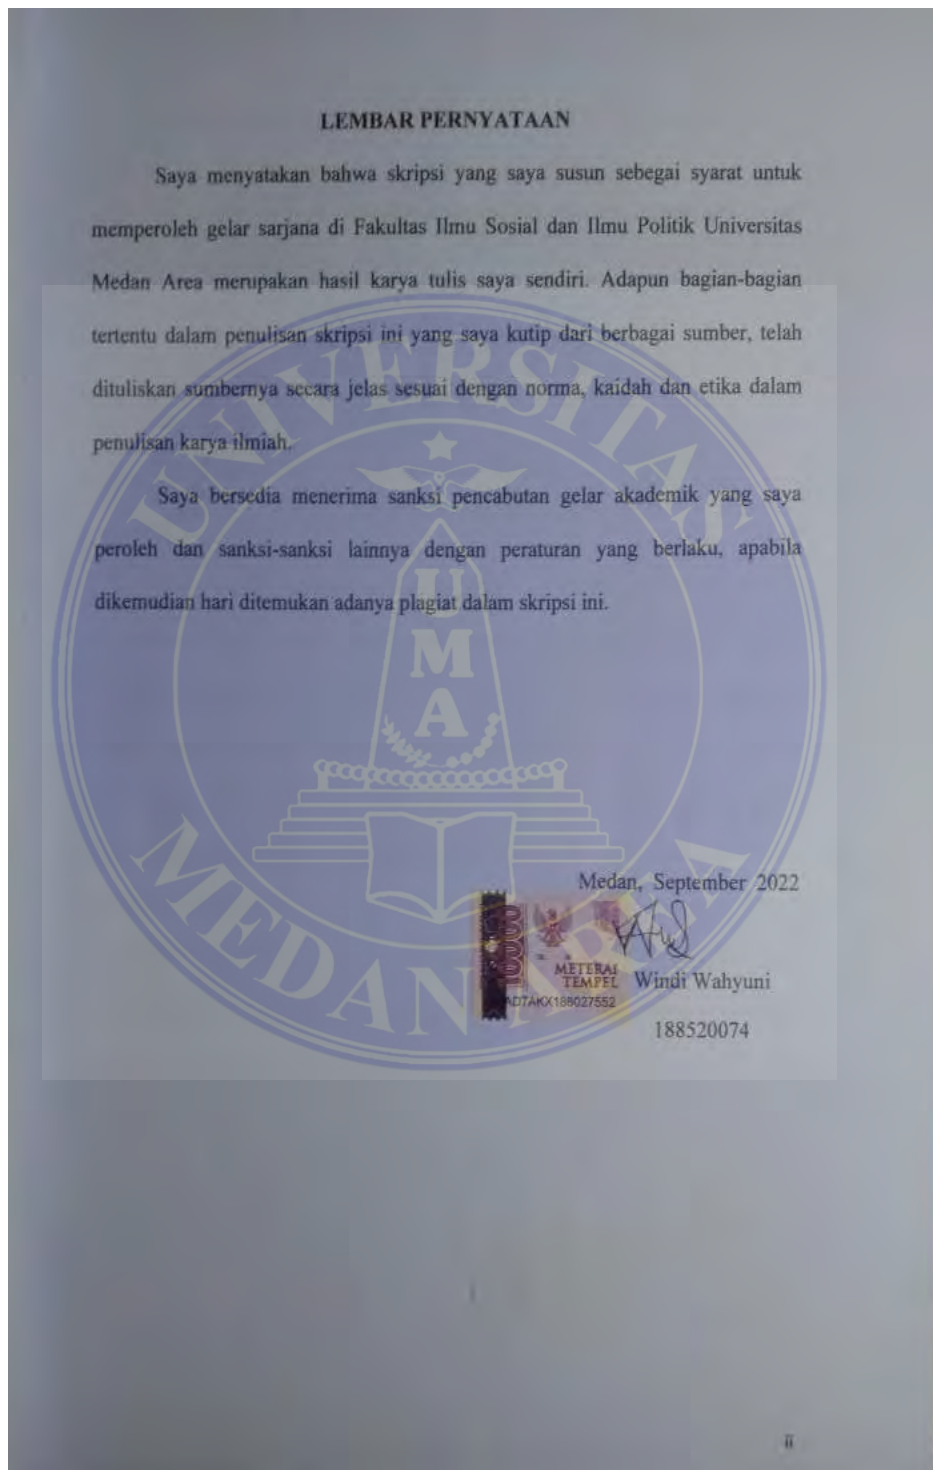 LEMBAR PERNYATAAN
Saya menyatakan bahwa skripsi yang saya susun sebegai syarat untuk
memperoleh gelar sarjana di Fakultas Ilmu Sosial dan Ilmu Politik Universitas
Medan Area merupakan hasil karya tulis saya sendiri. Adapun bagian-bagian
tertentu dalam penulisan skripsi ini yang saya kutip dari berbagai sumber, telah
dituliskan sumbernya secara jelas sesuai dengan norma, kaidah dan etika dalam
penulisan karya ilmiah.
Saya bersedia menerima sanksi pencabutan gelar akademik yang saya
peroleh dan sanksi-sanksi lainnya dengan peraturan yang berlaku, apabila
dikemudian hari ditemukan adanya plagiat dalam skripsi ini.
UNIVERSITAS
UMA
MEDAN AREA
Medan, September 2022
METERAI
TEMPEL
ADTAKX188027552
Windi Wahyuni
188520074
ii